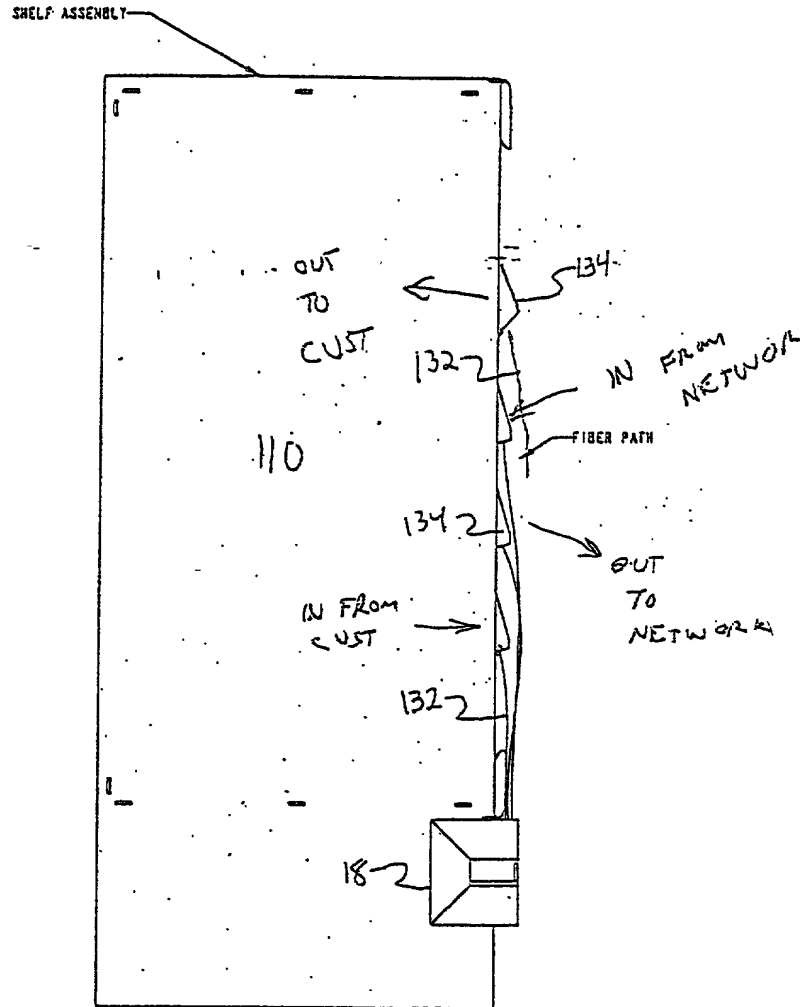 SHELF ASSEMBLY
OUT
TO
CUST
134
132
IN FROM
NETWOR
FIBER PATH
110
134
OUT
TO
NETWORK
IN FROM
CUST
132
18